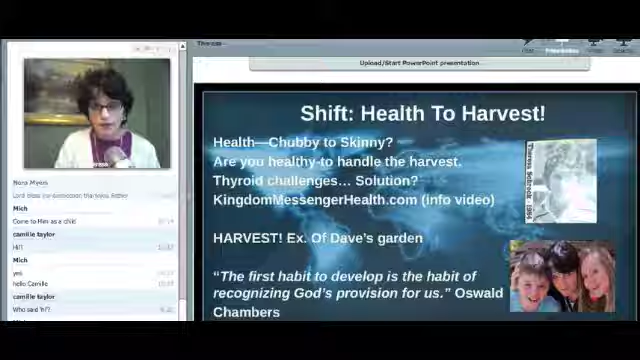 Theresa
Upload/Start PowerPoint presentation
Nora Myers
Mich
Come to Him as a child
camille taylor
Hi!!
Mich
yes
hello Camille
camille taylor
Who said 'hi'?
Shift: Health To Harvest!
Health—Chubby to Skinny?
Are you healthy-to handle the harvest.
Thyroid challenges... Solution?
KingdomMessengerHealth.com (info video)
HARVEST! Ex. Of Dave's garden
“The first habit to develop is the habit of
recognizing God's provision for us.” Oswald
Chambers